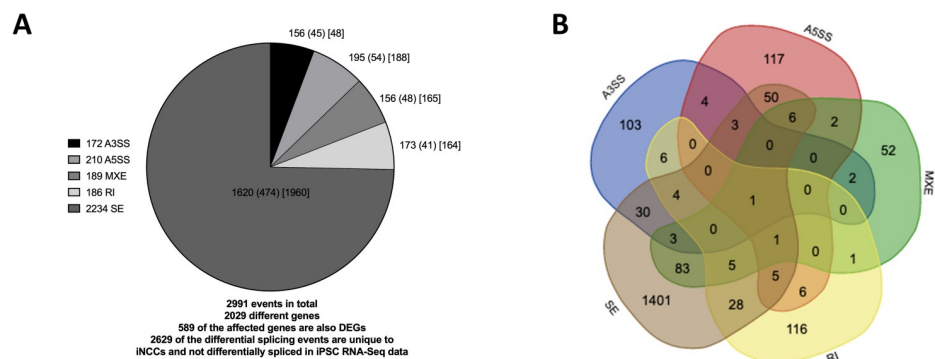 A
156 (45) [48]
195 (54) [188]
156 (48) [165]
173 (41) [164]
1620 (474) [1960]
172 A3SS
210 A5SS
189 MXE
186 RI
2234 SE
2991 events in total
2029 different genes
589 of the affected genes are also DEGs
2629 of the differential splicing events are unique to
iNCCs and not differentially spliced in iPSC RNA-Seq data
B
A5SS
A3SS
MXE
SE
RI
117
4
50
103
3
6
2
52
0
0
6
0
2
0
4
1
0
0
30
0
3
1
0
1
83
5
5
6
1401
28
116